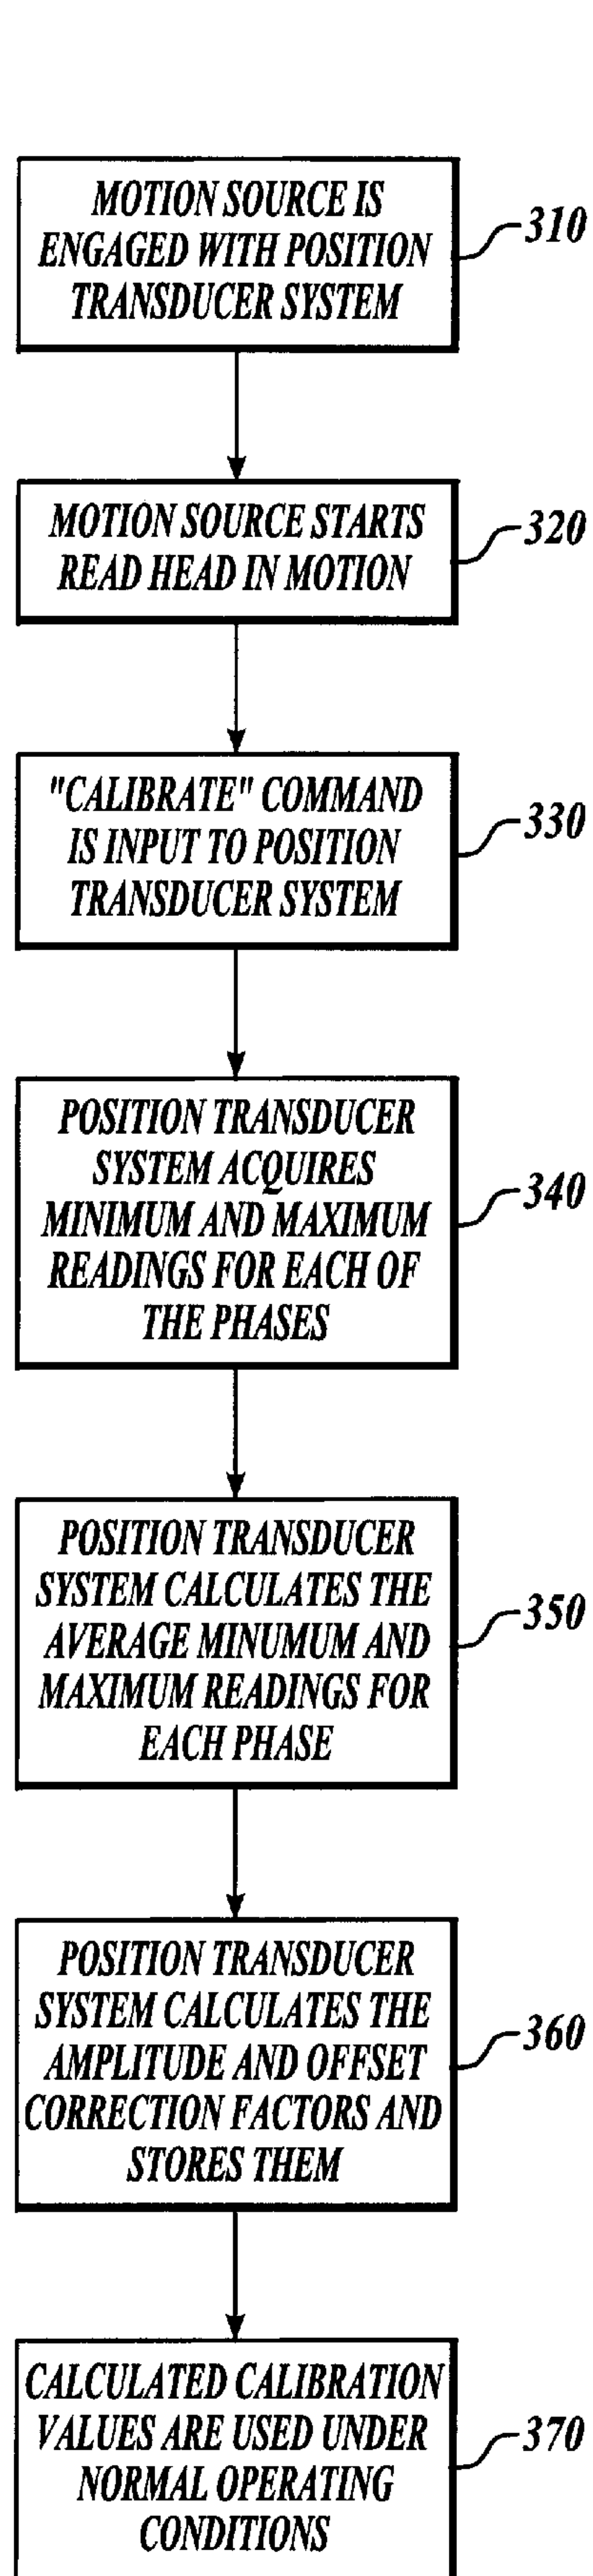 MOTION SOURCE IS
ENGAGED WITH POSITION
TRANSDUCER SYSTEM
310
MOTION SOURCE STARTS
READ HEAD IN MOTION
320
"CALIBRATE" COMMAND
IS INPUT TO POSITION
TRANSDUCER SYSTEM
330
POSITION TRANSDUCER
SYSTEM ACQUIRES
MINIMUM AND MAXIMUM
READINGS FOR EACH OF
THE PHASES
340
POSITION TRANSDUCER
SYSTEM CALCULATES THE
AVERAGE MINUMUM AND
MAXIMUM READINGS FOR
EACH PHASE
350
POSITION TRANSDUCER
SYSTEM CALCULATES THE
AMPLITUDE AND OFFSET
CORRECTION FACTORS AND
STORES THEM
360
CALCULATED CALIBRATION
VALUES ARE USED UNDER
NORMAL OPERATING
CONDITIONS
370